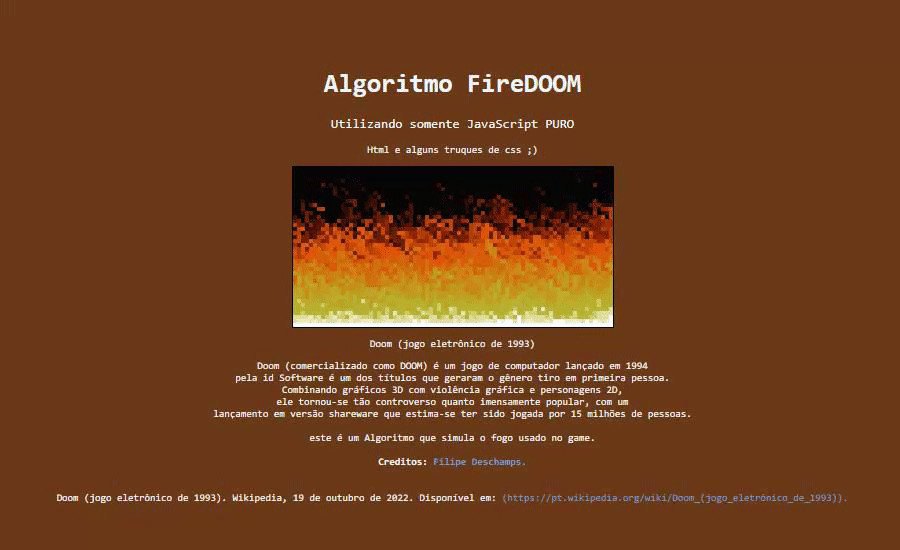 Algoritmo FireDOOM
Utilizando somente JavaScript PURO
Html e alguns truques de css ;)
Doom (jogo eletrônico de 1993)
Doom (comercializado como DOOM) é um jogo de computador lançado em 1994
pela id Software é um dos títulos que geraram o gênero tiro em primeira pessoa.
Combinando gráficos 3D com violência gráfica e personagens 2D,
ele tornou-se tão controverso quanto imensamente popular, com um
lançamento em versão shareware que estima-se ter sido jogada por 15 milhões de pessoas.
este é um Algoritmo que simula o fogo usado no game.
Creditos: Filipe Deschamps.
Doom (jogo eletrônico de 1993). Wikipedia, 19 de outubro de 2022. Disponível em: (https://pt.wikipedia.org/wiki/Doom_(jogo_eletrônico_de_1993)).